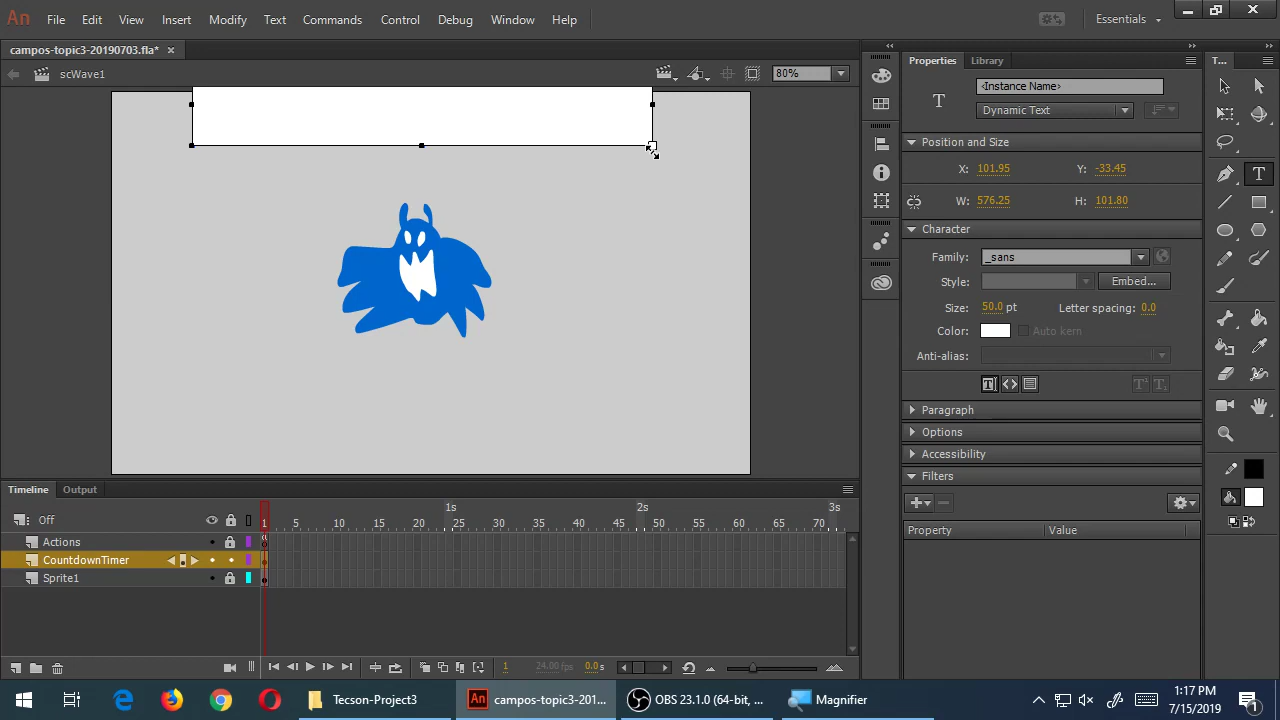 An File Edit View Insert Modify Text Commands Control Debug Window Help Essentials
campos-topic3-20190703.fla* ×
scWave1 80%
Properties Library T...
<Instance Name>
T Dynamic Text
Position and Size
X: 101.95 Y: -33.45
W: 576.25 H: 101.80
Character
Family: _sans
Style: Embed...
Size: 50.0 pt Letter spacing: 0.0
Color: Auto kern
Anti-alias:
Paragraph
Options
Accessibility
Filters
Property Value
Timeline Output
1s 2s 3s
Off 1 5 10 15 20 25 30 35 40 45 50 55 60 65 70
Actions
CountdownTimer
Sprite1
1 24.00 fps 0.0 s
Tecson-Project3 An campos-topic3-201... OBS 23.1.0 (64-bit, ... Magnifier
1:17 PM
7/15/2019
1